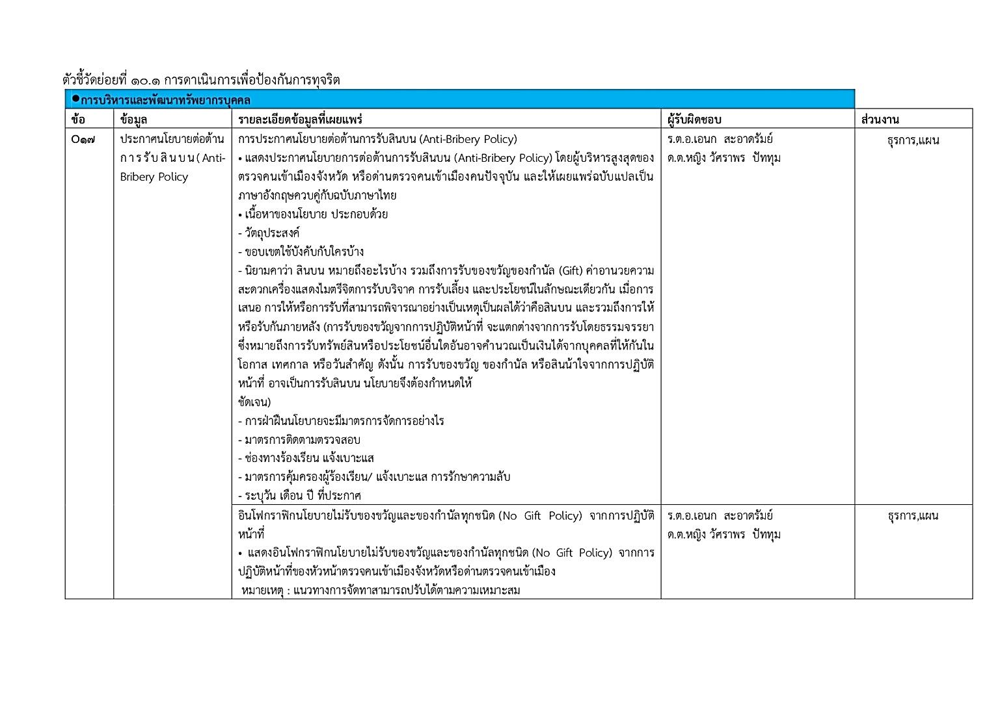 ตัวชี้วัดย่อยที่ ๑๐.๑ การดาเนินการเพื่อป้องกันการทุจริต
●การบริหารและพัฒนาทรัพยากรบุคคล
ข้อ ข้อมูล รายละเอียดข้อมูลที่เผยแพร่ ผู้รับผิดชอบ ส่วนงาน
O๑๗ ประกาศนโยบายต่อต้าน การประกาศนโยบายต่อต้านการรับสินบน (Anti-Bribery Policy) ร.ต.อ.เอนก สะอาดรัมย์ ธุรการ,แผน
การรับสินบน(Anti- • แสดงประกาศนโยบายการต่อต้านการรับสินบน (Anti-Bribery Policy) โดยผู้บริหารสูงสุดของ ด.ต.หญิง วัศราพร ปัททุม
Bribery Policy ตรวจคนเข้าเมืองจังหวัด หรือด่านตรวจคนเข้าเมืองคนปัจจุบัน และให้เผยแพร่ฉบับแปลเป็น
ภาษาอังกฤษควบคู่กับฉบับภาษาไทย
• เนื้อหาของนโยบาย ประกอบด้วย
- วัตถุประสงค์
- ขอบเขตใช้บังคับกับใครบ้าง
- นิยามคาว่า สินบน หมายถึงอะไรบ้าง รวมถึงการรับของขวัญของกำนัล (Gift) ค่าอานวยความ
สะดวกเครื่องแสดงไมตรีจิตการรับบริจาค การรับเลี้ยง และประโยชน์ในลักษณะเดียวกัน เมื่อการ
เสนอ การให้หรือการรับที่สามารถพิจารณาอย่างเป็นเหตุเป็นผลได้ว่าคือสินบน และรวมถึงการให้
หรือรับกันภายหลัง (การรับของขวัญจากการปฏิบัติหน้าที่ จะแตกต่างจากการรับโดยธรรมจรรยา
ซึ่งหมายถึงการรับทรัพย์สินหรือประโยชน์อื่นใดอันอาจคำนวณเป็นเงินได้จากบุคคลที่ให้กันใน
โอกาส เทศกาล หรือวันสำคัญ ดังนั้น การรับของขวัญ ของกำนัล หรือสินน้าใจจากการปฏิบัติ
หน้าที่ อาจเป็นการรับสินบน นโยบายจึงต้องกำหนดให้
ชัดเจน)
- การฝ่าฝืนนโยบายจะมีมาตรการจัดการอย่างไร
- มาตรการติดตามตรวจสอบ
- ช่องทางร้องเรียน แจ้งเบาะแส
- มาตรการคุ้มครองผู้ร้องเรียน/ แจ้งเบาะแส การรักษาความลับ
- ระบุวัน เดือน ปี ที่ประกาศ
อินโฟกราฟิกนโยบายไม่รับของขวัญและของกำนัลทุกชนิด (No Gift Policy) จากการปฏิบัติ ร.ต.อ.เอนก สะอาดรัมย์ ธุรการ,แผน
หน้าที่ ด.ต.หญิง วัศราพร ปัททุม
• แสดงอินโฟกราฟิกนโยบายไม่รับของขวัญและของกำนัลทุกชนิด (No Gift Policy) จากการ
ปฏิบัติหน้าที่ของหัวหน้าตรวจคนเข้าเมืองจังหวัดหรือด่านตรวจคนเข้าเมือง
หมายเหตุ : แนวทางการจัดทาสามารถปรับได้ตามความเหมาะสม